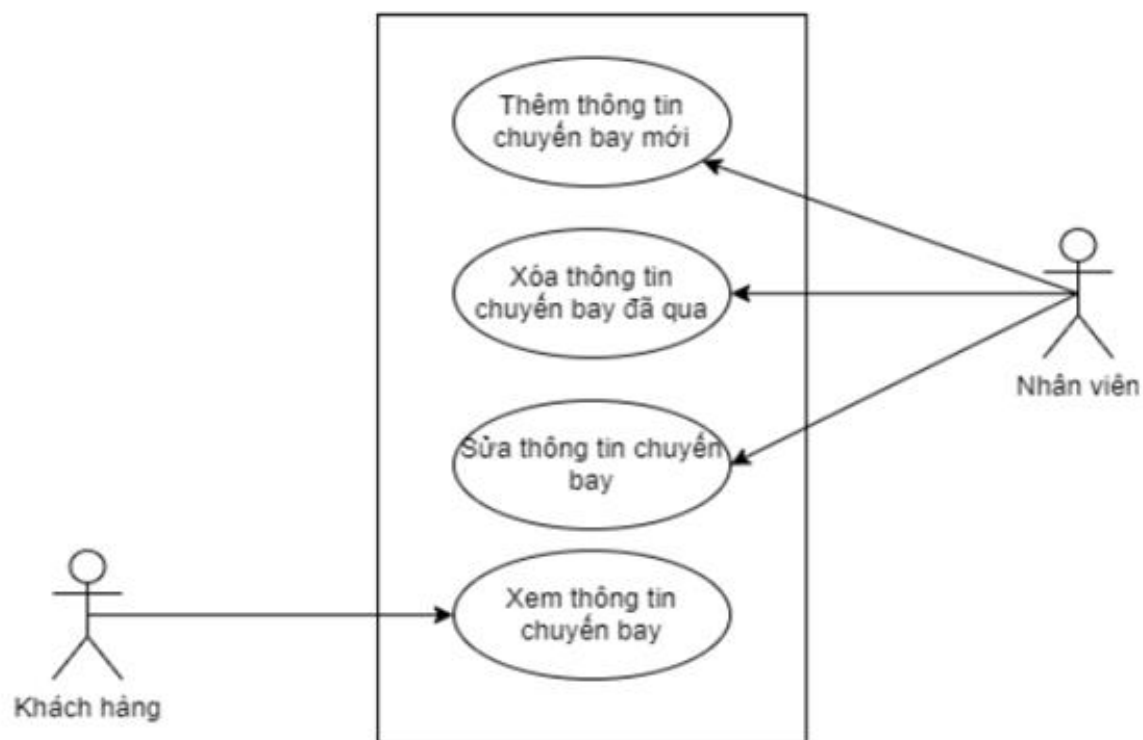 Thêm thông tin
chuyến bay mới
Xóa thông tin
chuyến bay đã qua
Nhân viên
Sửa thông tin chuyến
bay
Xem thông tin
chuyến bay
Khách hàng